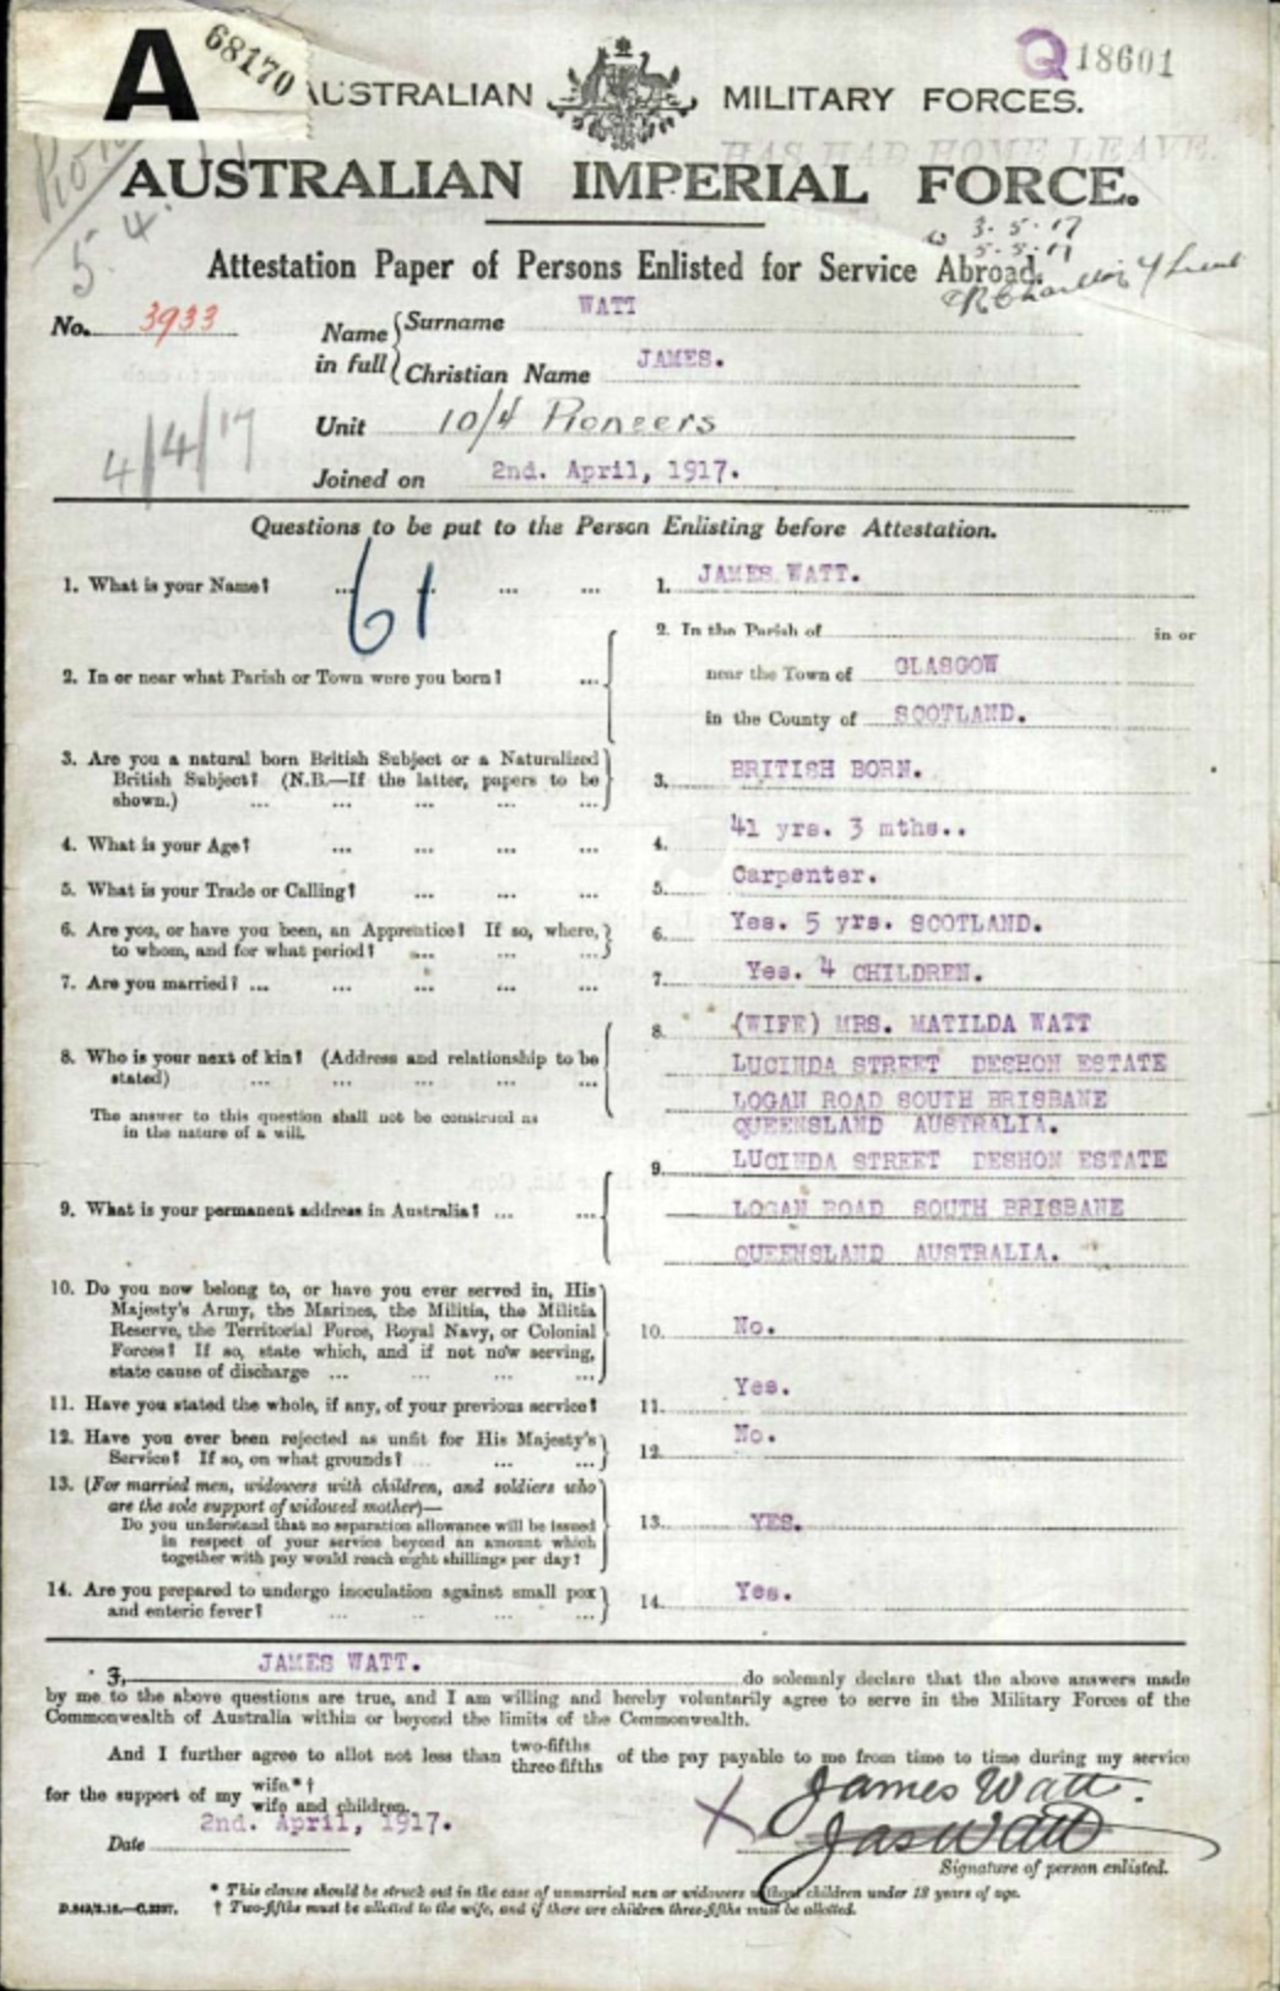 A 68170
Q 18601
AUSTRALIAN MILITARY FORCES.
HAS HAD HOME LEAVE.
AUSTRALIAN IMPERIAL FORCE.
3·5·17
5. 4.
Attestation Paper of Persons Enlisted for Service Abroad.
No. 3933
Name in full { Surname WATT
Christian Name JAMES.
Unit 10/4 Pioneers
4/4/17
Joined on 2nd. April, 1917.
Questions to be put to the Person Enlisting before Attestation.
61
1. What is your Name? ... ... ... ... 1. JAMES WATT.
2. In or near what Parish or Town were you born? ... 2. In the Parish of in or
near the Town of GLASGOW
in the County of SCOTLAND.
3. Are you a natural born British Subject or a Naturalized
British Subject? (N.B.—If the latter, papers to be
shown.) ... ... ... ... ... 3. BRITISH BORN.
4. What is your Age? ... ... ... ... 4. 41 yrs. 3 mths..
5. What is your Trade or Calling? ... ... ... 5. Carpenter.
6. Are you, or have you been, an Apprentice? If so, where,
to whom, and for what period? ... ... ... 6. Yes. 5 yrs. SCOTLAND.
7. Are you married? ... ... ... ... ... 7. Yes. 4 CHILDREN.
8. Who is your next of kin? (Address and relationship to be
stated) ... ... ... ... ...
The answer to this question shall not be construed as
in the nature of a will.
8. (WIFE) MRS. MATILDA WATT
LUCINDA STREET DESHON ESTATE
LOGAN ROAD SOUTH BRISBANE
QUEENSLAND AUSTRALIA.
9. What is your permanent address in Australia? ... ...
9. LUCINDA STREET DESHON ESTATE
LOGAN ROAD SOUTH BRISBANE
QUEENSLAND AUSTRALIA.
10. Do you now belong to, or have you ever served in, His
Majesty's Army, the Marines, the Militia, the Militia
Reserve, the Territorial Force, Royal Navy, or Colonial
Forces? If so, state which, and if not now serving,
state cause of discharge ... ... ... ... 10. No.
11. Have you stated the whole, if any, of your previous service? 11. Yes.
12. Have you ever been rejected as unfit for His Majesty's
Service? If so, on what grounds? ... ... 12. No.
13. (For married men, widowers with children, and soldiers who
are the sole support of widowed mother)—
Do you understand that no separation allowance will be issued
in respect of your service beyond an amount which
together with pay would reach eight shillings per day? 13. YES.
14. Are you prepared to undergo inoculation against small pox
and enteric fever? ... ... ... ... 14. Yes.
I, JAMES WATT. do solemnly declare that the above answers made
by me to the above questions are true, and I am willing and hereby voluntarily agree to serve in the Military Forces of the
Commonwealth of Australia within or beyond the limits of the Commonwealth.
And I further agree to allot not less than two-fifths three-fifths of the pay payable to me from time to time during my service
for the support of my wife.*† wife and children.
X James Watt.
Jas Watt
Date 2nd. April, 1917.
Signature of person enlisted.
* This clause should be struck out in the case of unmarried men or widowers without children under 18 years of age.
† Two-fifths must be allotted to the wife, and if there are children three-fifths must be allotted.